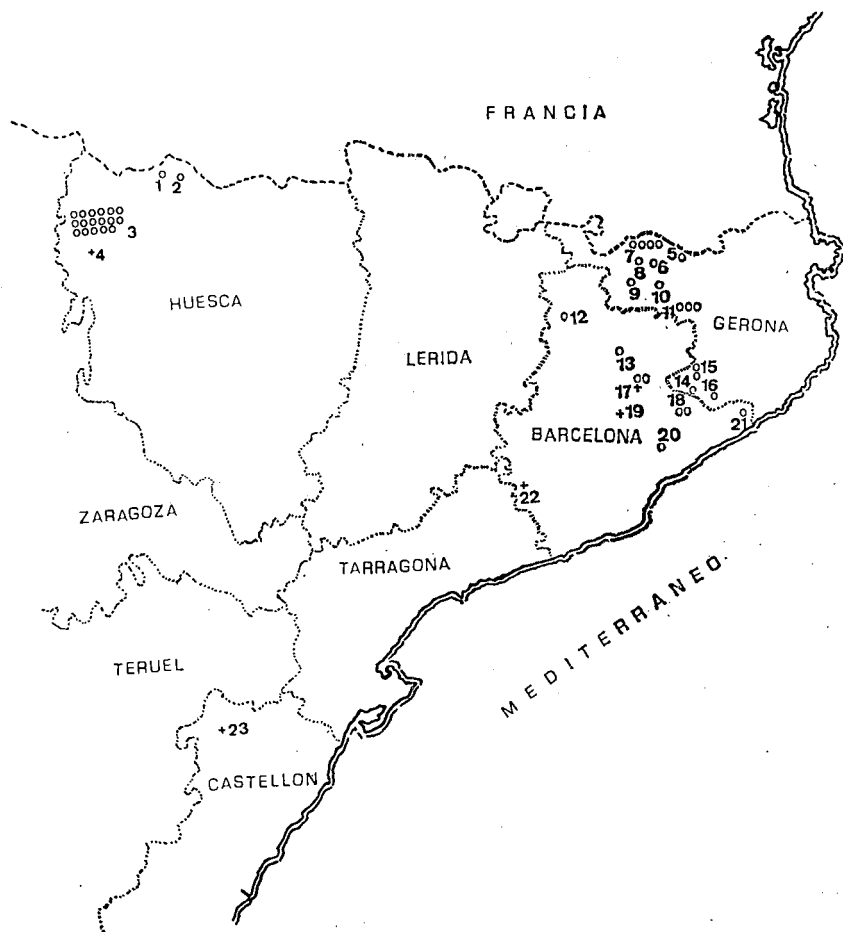 FRANCIA
1 2
3
+4
HUESCA
5
7
6
8
9
10
11
12
GERONA
LERIDA
13
15
14
16
17+
18
+19
21
BARCELONA
20
+
22
ZARAGOZA
TARRAGONA
MEDITERRANEO
TERUEL
+23
CASTELLON